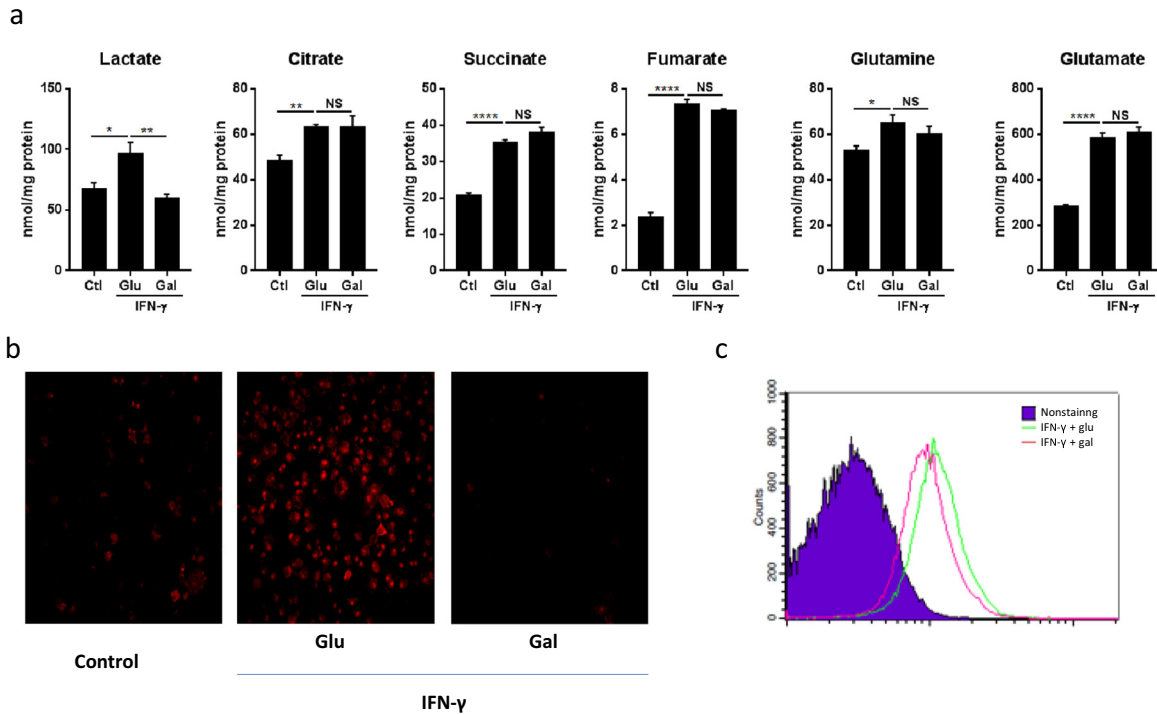 a
Lactate
150
100
50
0
nmol/mg protein
*
**
Ctl Glu Gal
IFN-γ
Citrate
80
60
40
20
0
nmol/mg protein
**
NS
Ctl Glu Gal
IFN-γ
Succinate
50
40
30
20
10
0
nmol/mg protein
****
NS
Ctl Glu Gal
IFN-γ
Fumarate
8
6
4
2
0
nmol/mg protein
****
NS
Ctl Glu Gal
IFN-γ
Glutamine
80
60
40
20
0
nmol/mg protein
*
NS
Ctl Glu Gal
IFN-γ
Glutamate
800
600
400
200
0
nmol/mg protein
****
NS
Ctl Glu Gal
IFN-γ
b
Control
Glu
Gal
IFN-γ
c
1000
800
600
400
200
0
Counts
Nonstainng
IFN-γ + glu
IFN-γ + gal